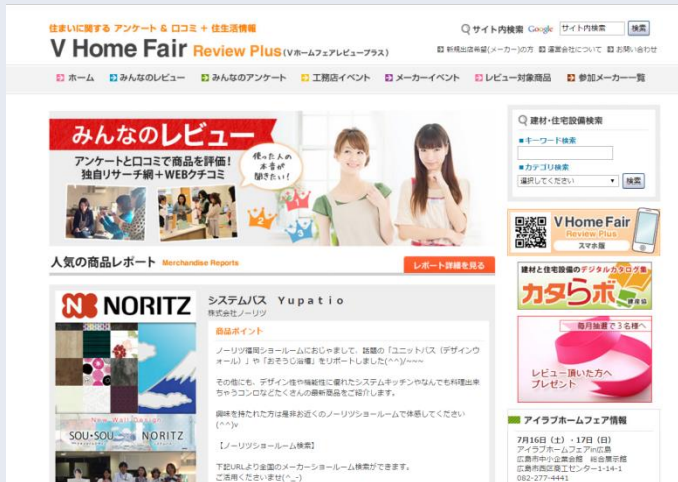 住まいに関する アンケート & 口コミ + 住生活情報
V Home Fair Review Plus(Vホームフェアレビュープラス)
サイト内検索 Google サイト内検索 検索
新規出店希望(メーカー)の方 運営会社について お問い合わせ
ホーム みんなのレビュー みんなのアンケート 工務店イベント メーカーイベント レビュー対象商品 参加メーカー一覧
みんなのレビュー
アンケートと口コミで商品を評価!
独自リサーチ網+WEBクチコミ
使った人の
本音が
聞きたい!
1
2
3
建材・住宅設備検索
キーワード検索
カテゴリ検索
選択してください 検索
V Home Fair
Review Plus
スマホ版
建材と住宅設備のデジタルカタログ集
カタラボ 建産協
毎月抽選で3名様へ
レビュー頂いた方へ
プレゼント
人気の商品レポート Merchandise Reports
レポート詳細を見る
N NORITZ
New Wall Design
SOU・SOU NORITZ
システムバス Yupatio
株式会社ノーリツ
商品ポイント
ノーリツ福岡ショールームにおじゃまして、話題の「ユニットバス(デザインウ
ォール)」や「おそうじ浴槽」をリポートしました(^^)/~~~
その他にも、デザイン性や機能性に優れたシステムキッチンやなんでも料理出来
ちゃうコンロなどたくさんの最新商品をご紹介します。
興味を持たれた方は是非お近くのノーリツショールームで体感してください
(^^)v
【ノーリツショールーム検索】
下記URLより全国のメーカーショールーム検索ができます。
ご活用くださいませ(^_-)
アイラブホームフェア情報
7月16日(土)・17日(日)
アイラブホームフェアin広島
広島市中小企業会館 総合展示館
広島市西区商工センター1-14-1
082-277-4441